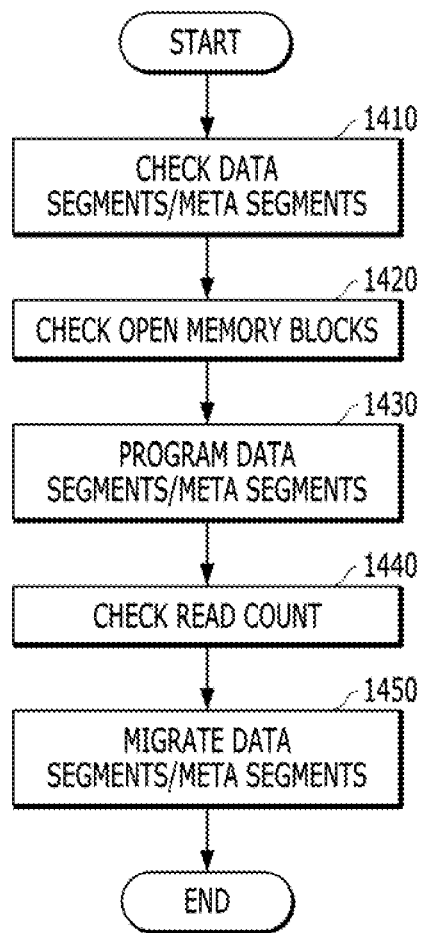 START
1410
CHECK DATA
SEGMENTS/META SEGMENTS
1420
CHECK OPEN MEMORY BLOCKS
1430
PROGRAM DATA
SEGMENTS/META SEGMENTS
1440
CHECK READ COUNT
1450
MIGRATE DATA
SEGMENTS/META SEGMENTS
END